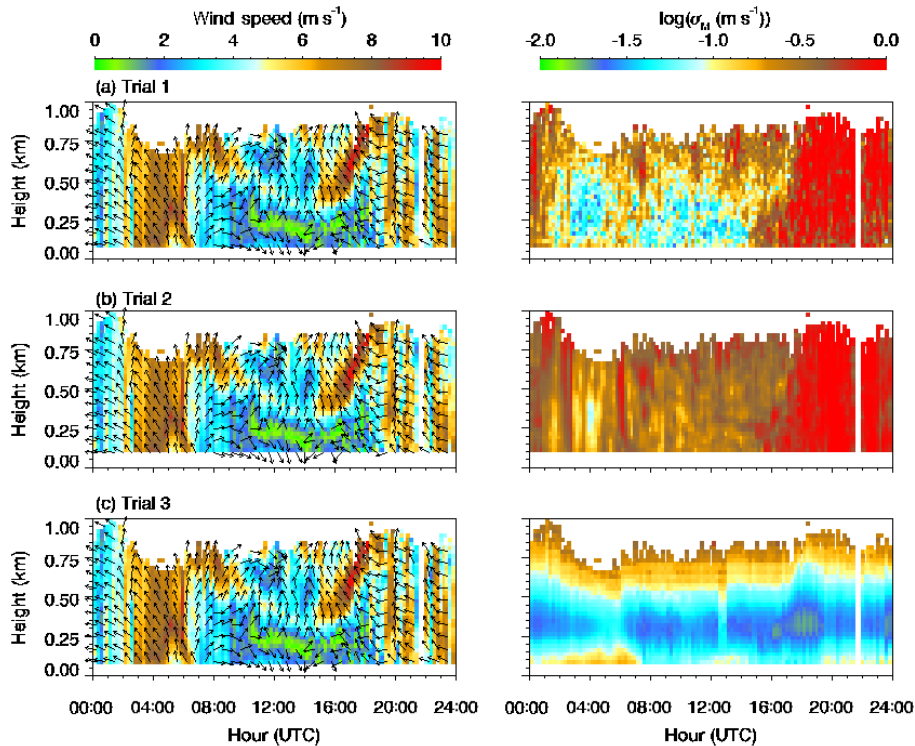 Wind speed (m s⁻¹) log(σ_M (m s⁻¹))
0 2 4 6 8 10 -2.0 -1.5 -1.0 -0.5 0.0
(a) Trial 1
1.00
0.75
0.50
0.25
0.00
Height (km)
(b) Trial 2
1.00
0.75
0.50
0.25
0.00
Height (km)
(c) Trial 3
1.00
0.75
0.50
0.25
0.00
Height (km)
00:00 04:00 08:00 12:00 16:00 20:00 24:00 00:00 04:00 08:00 12:00 16:00 20:00 24:00
Hour (UTC) Hour (UTC)